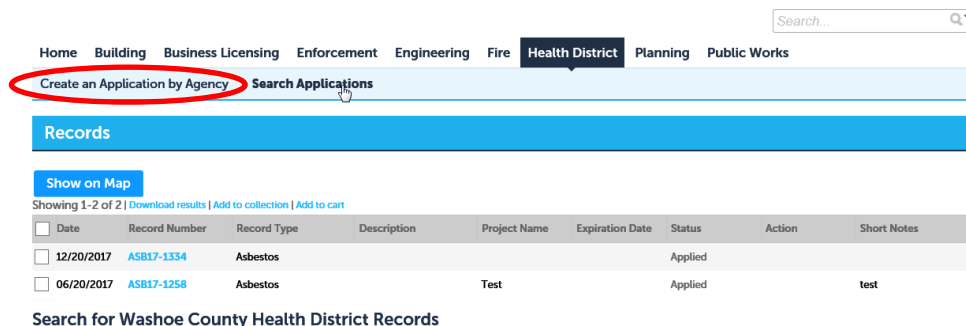 Search...
Home Building Business Licensing Enforcement Engineering Fire Health District Planning Public Works
Create an Application by Agency Search Applications
Records
Show on Map
Showing 1-2 of 2 | Download results | Add to collection | Add to cart
Date Record Number Record Type Description Project Name Expiration Date Status Action Short Notes
12/20/2017 ASB17-1334 Asbestos Applied
06/20/2017 ASB17-1258 Asbestos Test Applied test
Search for Washoe County Health District Records